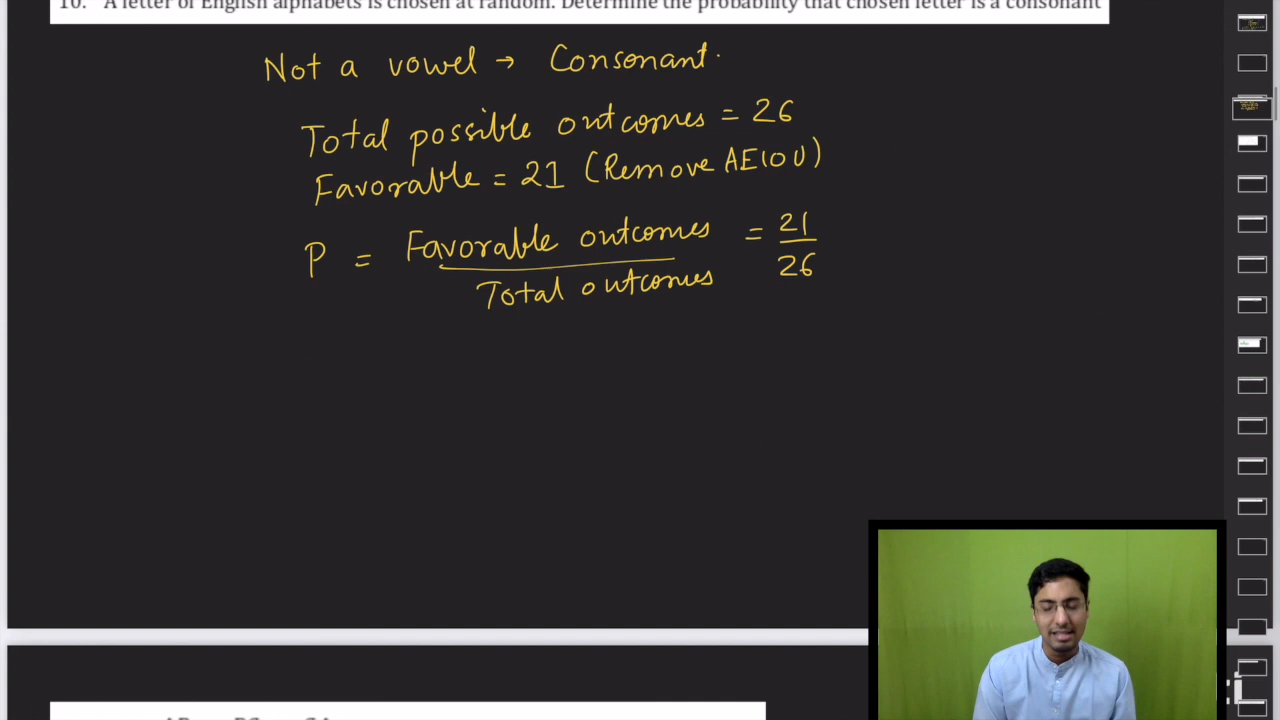 10. A letter of English alphabets is chosen at random. Determine the probability that chosen letter is a consonant
Not a vowel → Consonant.
Total possible outcomes = 26
Favorable = 21 (Remove AEIOU)
P = Favorable outcomes / Total outcomes = 21/26